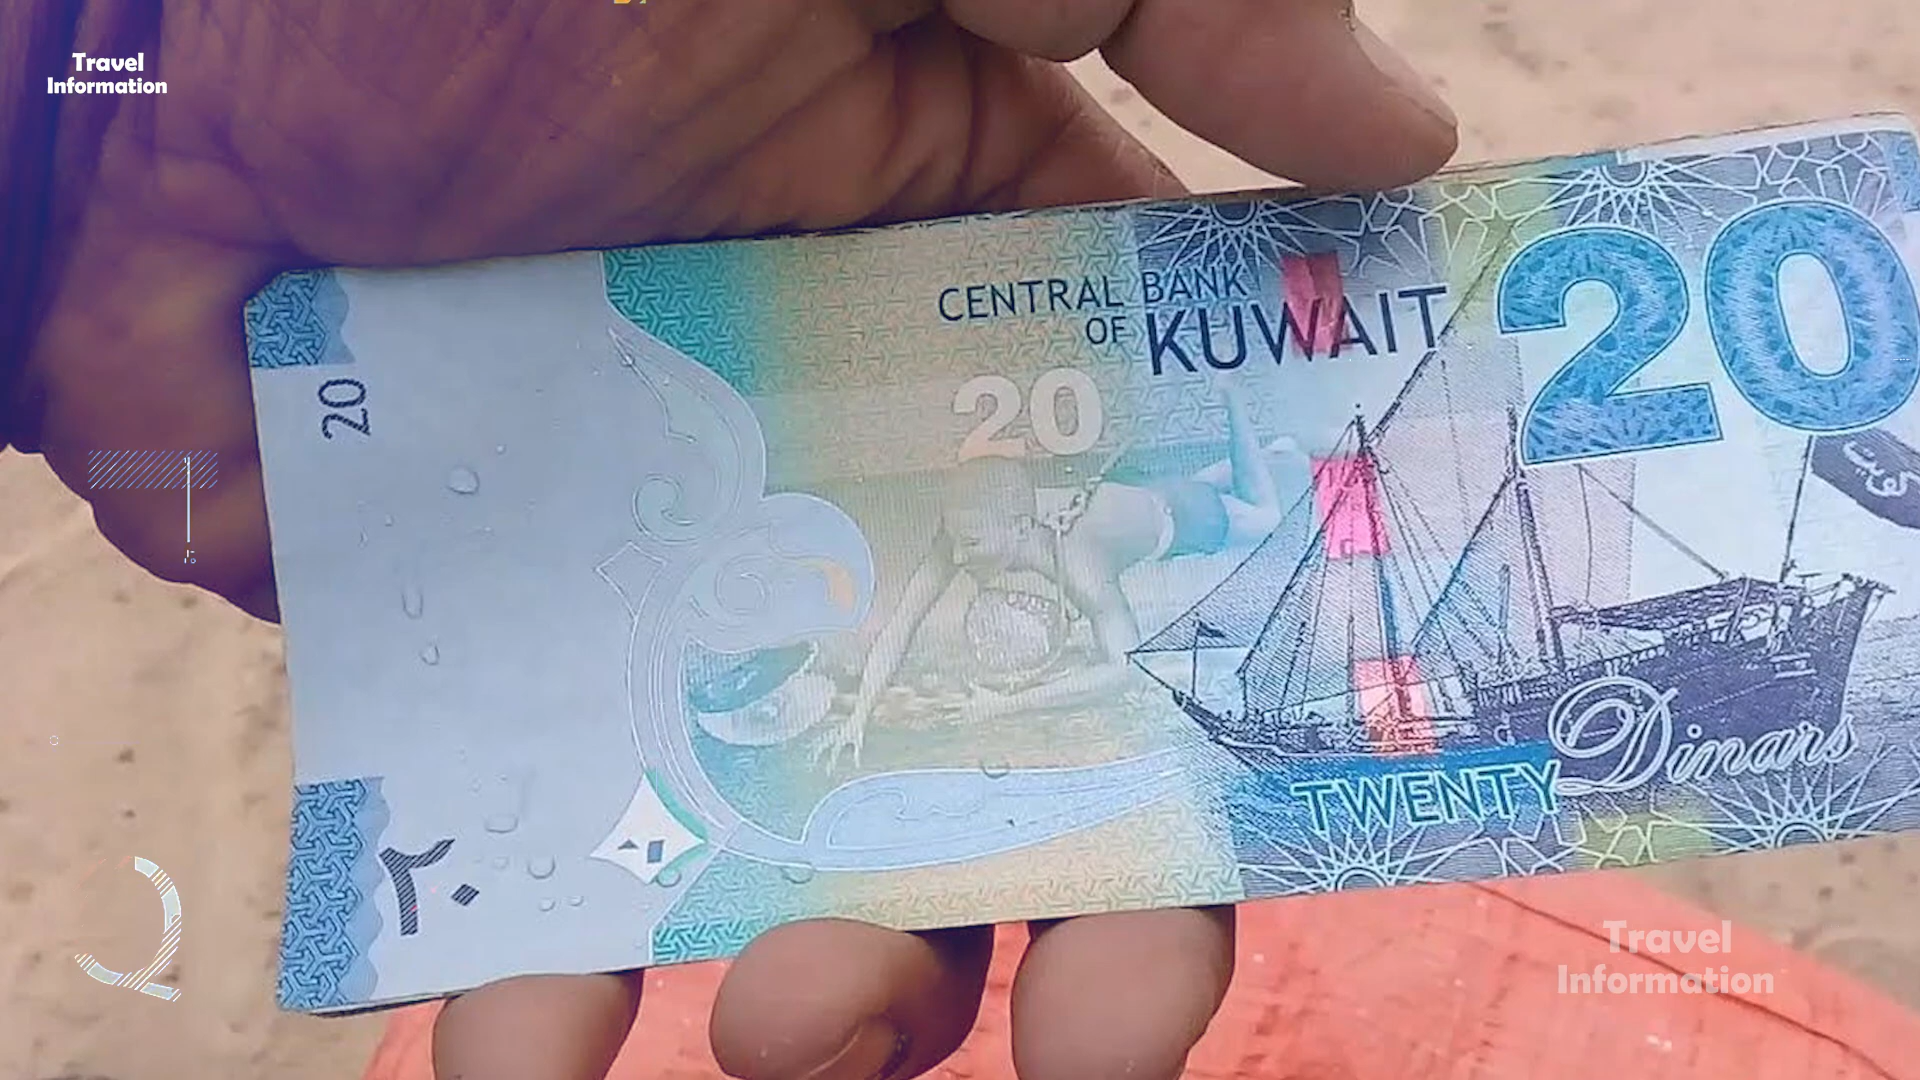 Travel
Information
CENTRAL BANK
OF KUWAIT
20
20
20
TWENTY Dinars
٢٠
Travel
Information